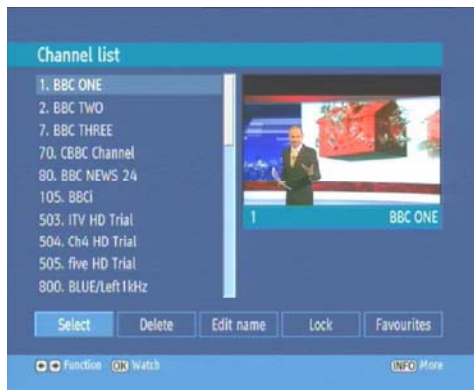 Channel list
1. BBC ONE
2. BBC TWO
7. BBC THREE
70. CBBC Channel
80. BBC NEWS 24
105. BBCi
503. ITV HD Trial
504. Ch4 HD Trial
505. five HD Trial
800. BLUE/Left1kHz
1 BBC ONE
Select Delete Edit name Lock Favourites
Function OK Watch INFO More